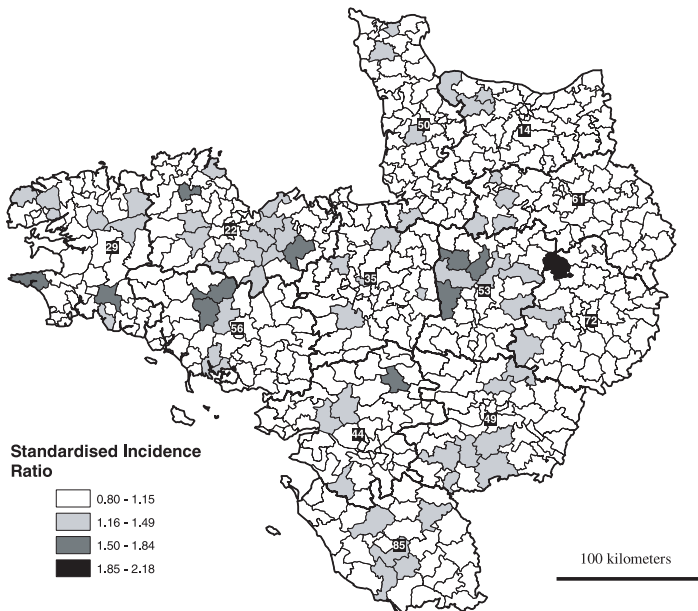 50
14
61
22
29
35
53
72
56
49
44
85
Standardised Incidence
Ratio
0.80 - 1.15
1.16 - 1.49
1.50 - 1.84
1.85 - 2.18
100 kilometers